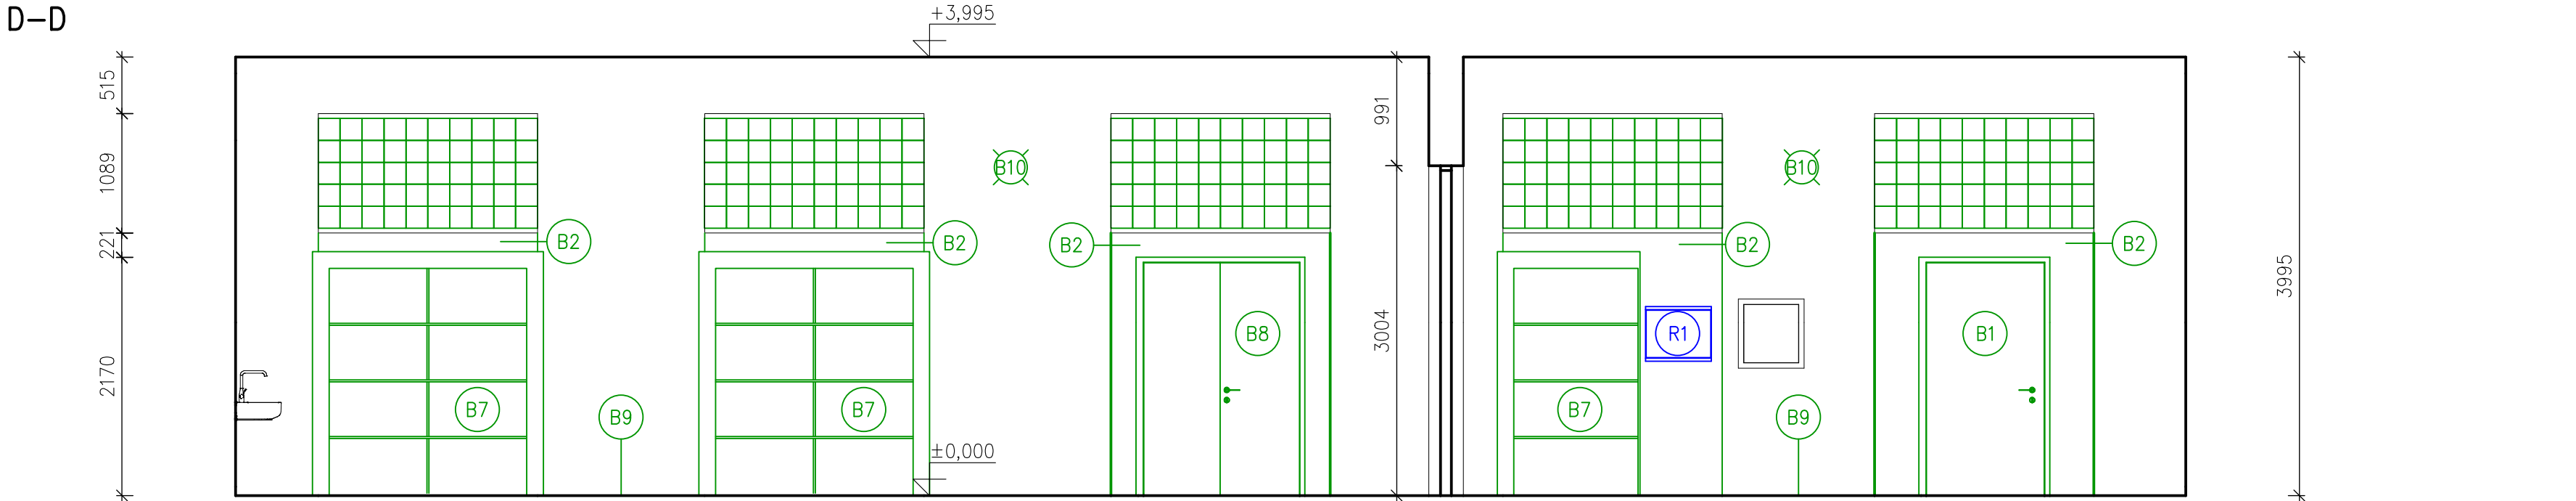 D-D
+3,995
515
991
1089
B10
B10
221
B2
B2
B2
B2
B2
3995
3004
B8
R1
B1
2170
B7
B9
B7
B7
B9
±0,000